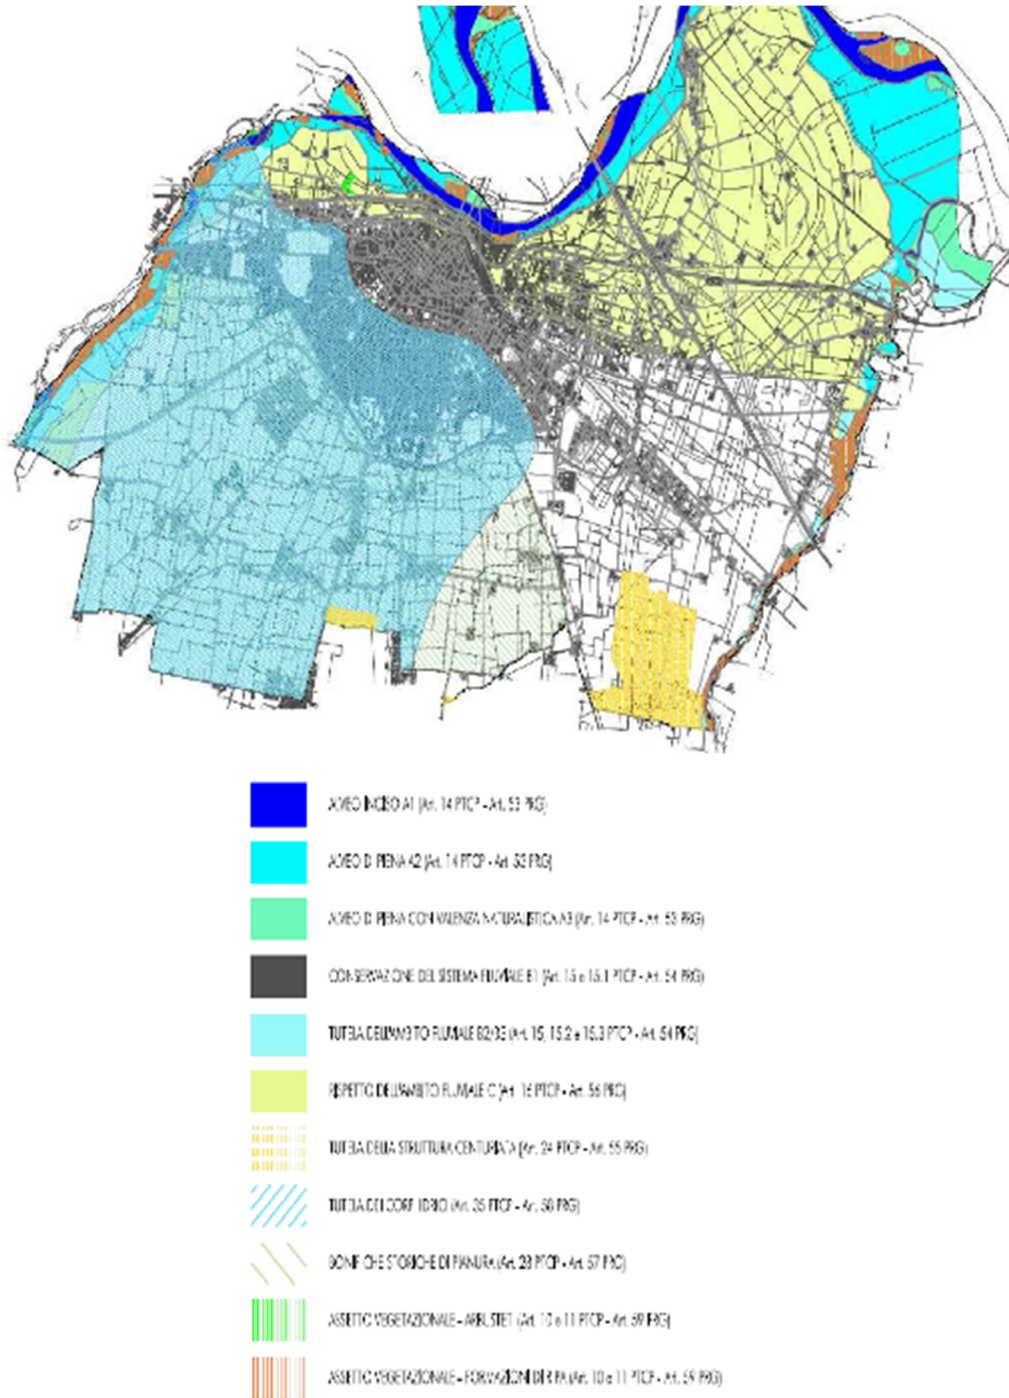 ALVEO INCISO A1 (Art. 14 PTCP - Art. 53 PRG)
ALVEO DI PIENA A2 (Art. 14 PTCP - Art. 53 PRG)
ALVEO DI PIENA CON VALENZA NATURALISTICA A3 (Art. 14 PTCP - Art. 53 PRG)
CONSERVAZIONE DEL SISTEMA FLUVIALE B1 (Art. 15 e 15.1 PTCP - Art. 54 PRG)
TUTELA DELL'AMBITO FLUVIALE B2/B3 (Art. 15, 15.2 e 15.3 PTCP - Art. 54 PRG)
RISPETTO DELL'AMBITO FLUVIALE C (Art. 16 PTCP - Art. 56 PRG)
TUTELA DELLA STRUTTURA CENTURIATA (Art. 24 PTCP - Art. 55 PRG)
TUTELA DEI CORPI IDRICI (Art. 35 PTCP - Art. 58 PRG)
BONIFICHE STORICHE DI PIANURA (Art. 28 PTCP - Art. 57 PRG)
ASSETTO VEGETAZIONALE - ARBUSTETI (Art. 10 e 11 PTCP - Art. 59 PRG)
ASSETTO VEGETAZIONALE - FORMAZIONI DI RIPA (Art. 10 e 11 PTCP - Art. 59 PRG)